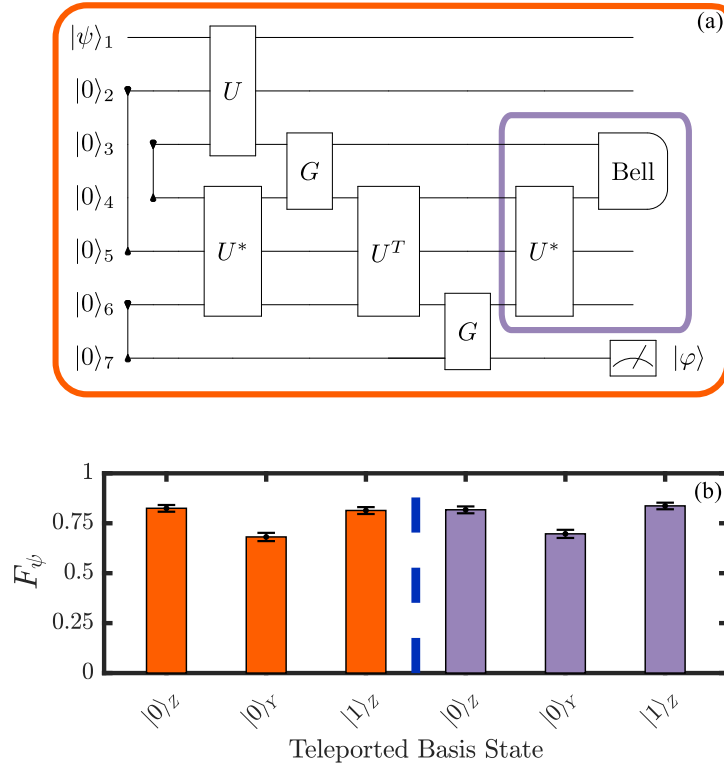 (a)
|ψ⟩₁
|0⟩₂
U
|0⟩₃
G
Bell
|0⟩₄
|0⟩₅
U* Uᵀ U*
|0⟩₆
G
|0⟩₇
|φ⟩
(b)
1
0.75
0.5
0.25
0
F_ψ
|0⟩_Z |0⟩_Y |1⟩_Z |0⟩_Z |0⟩_Y |1⟩_Z
Teleported Basis State